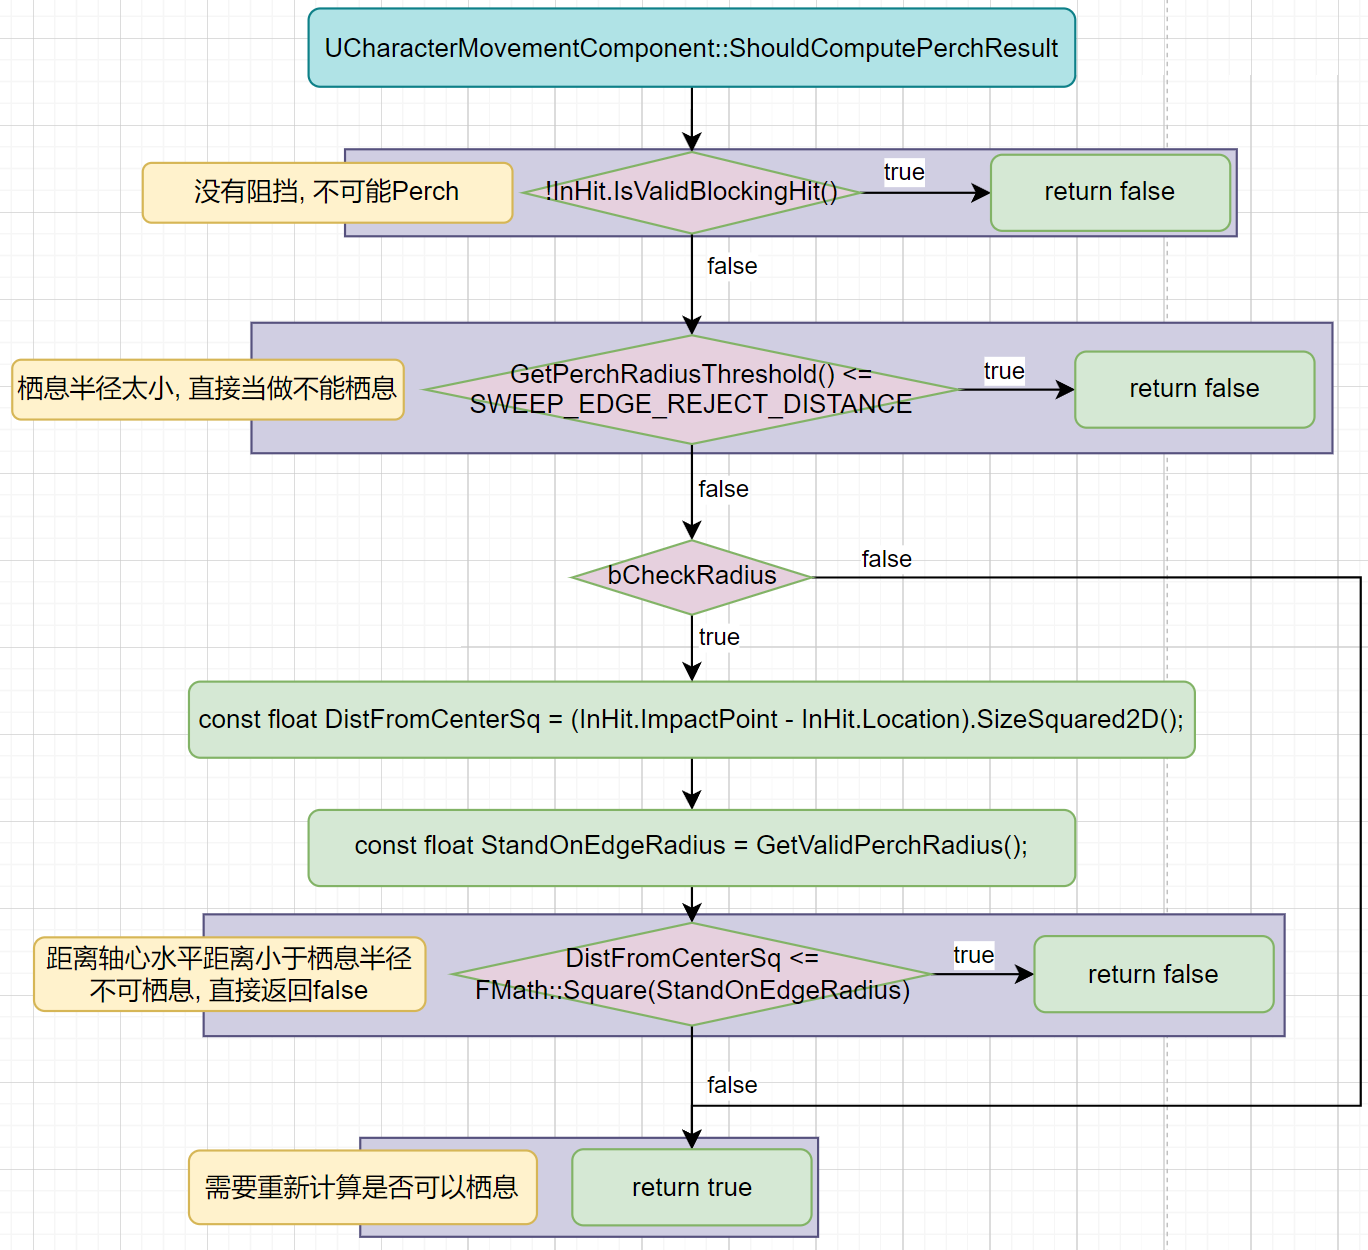 UCharacterMovementComponent::ShouldComputePerchResult
没有阻挡, 不可能Perch
!InHit.IsValidBlockingHit()
true
return false
false
栖息半径太小, 直接当做不能栖息
GetPerchRadiusThreshold() <=
SWEEP_EDGE_REJECT_DISTANCE
true
return false
false
bCheckRadius
false
true
const float DistFromCenterSq = (InHit.ImpactPoint - InHit.Location).SizeSquared2D();
const float StandOnEdgeRadius = GetValidPerchRadius();
距离轴心水平距离小于栖息半径
不可栖息, 直接返回false
DistFromCenterSq <=
FMath::Square(StandOnEdgeRadius)
true
return false
false
需要重新计算是否可以栖息
return true